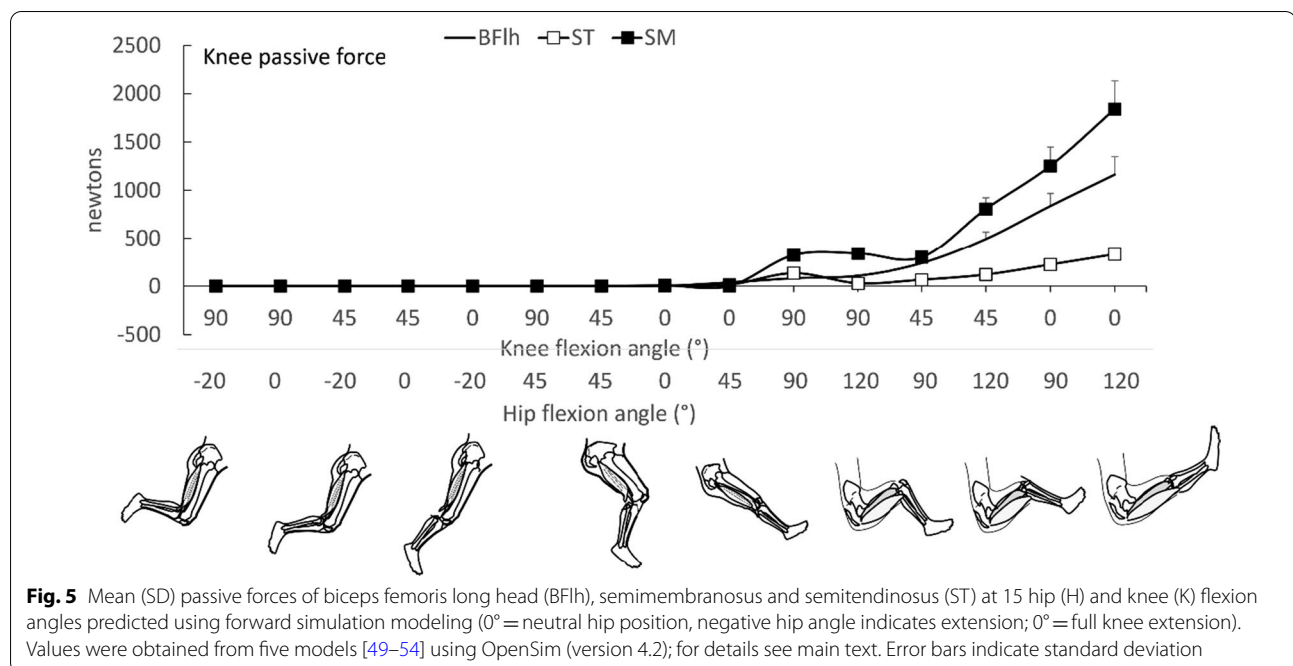 2500
BFlh ST SM
Knee passive force
2000
1500
newtons
1000
500
0
90 90 45 45 0 90 45 0 0 90 90 45 45 0 0
-500
Knee flexion angle (°)
-20 0 -20 0 -20 45 45 0 45 90 120 90 120 90 120
Hip flexion angle (°)
Fig. 5 Mean (SD) passive forces of biceps femoris long head (BFlh), semimembranosus and semitendinosus (ST) at 15 hip (H) and knee (K) flexion
angles predicted using forward simulation modeling (0° = neutral hip position, negative hip angle indicates extension; 0° = full knee extension).
Values were obtained from five models [49–54] using OpenSim (version 4.2); for details see main text. Error bars indicate standard deviation